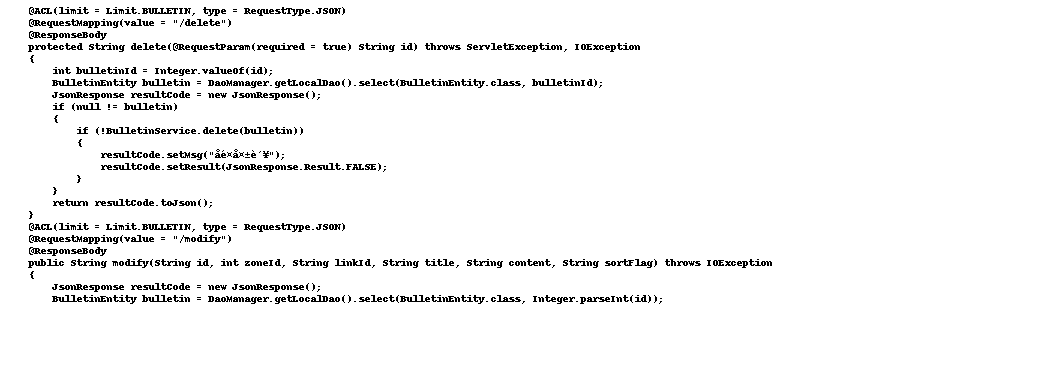 @ACL(limit = Limit.BULLETIN, type = RequestType.JSON)
@RequestMapping(value = "/delete")
@ResponseBody
protected String delete(@RequestParam(required = true) String id) throws ServletException, IOException
{
int bulletinId = Integer.valueOf(id);
BulletinEntity bulletin = DaoManager.getLocalDao().select(BulletinEntity.class, bulletinId);
JsonResponse resultCode = new JsonResponse();
if (null != bulletin)
{
if (!BulletinService.delete(bulletin))
{
resultCode.setMsg("åé¤å¤±è´¥");
resultCode.setResult(JsonResponse.Result.FALSE);
}
}
return resultCode.toJson();
}
@ACL(limit = Limit.BULLETIN, type = RequestType.JSON)
@RequestMapping(value = "/modify")
@ResponseBody
public String modify(String id, int zoneId, String linkId, String title, String content, String sortFlag) throws IOException
{
JsonResponse resultCode = new JsonResponse();
BulletinEntity bulletin = DaoManager.getLocalDao().select(BulletinEntity.class, Integer.parseInt(id));